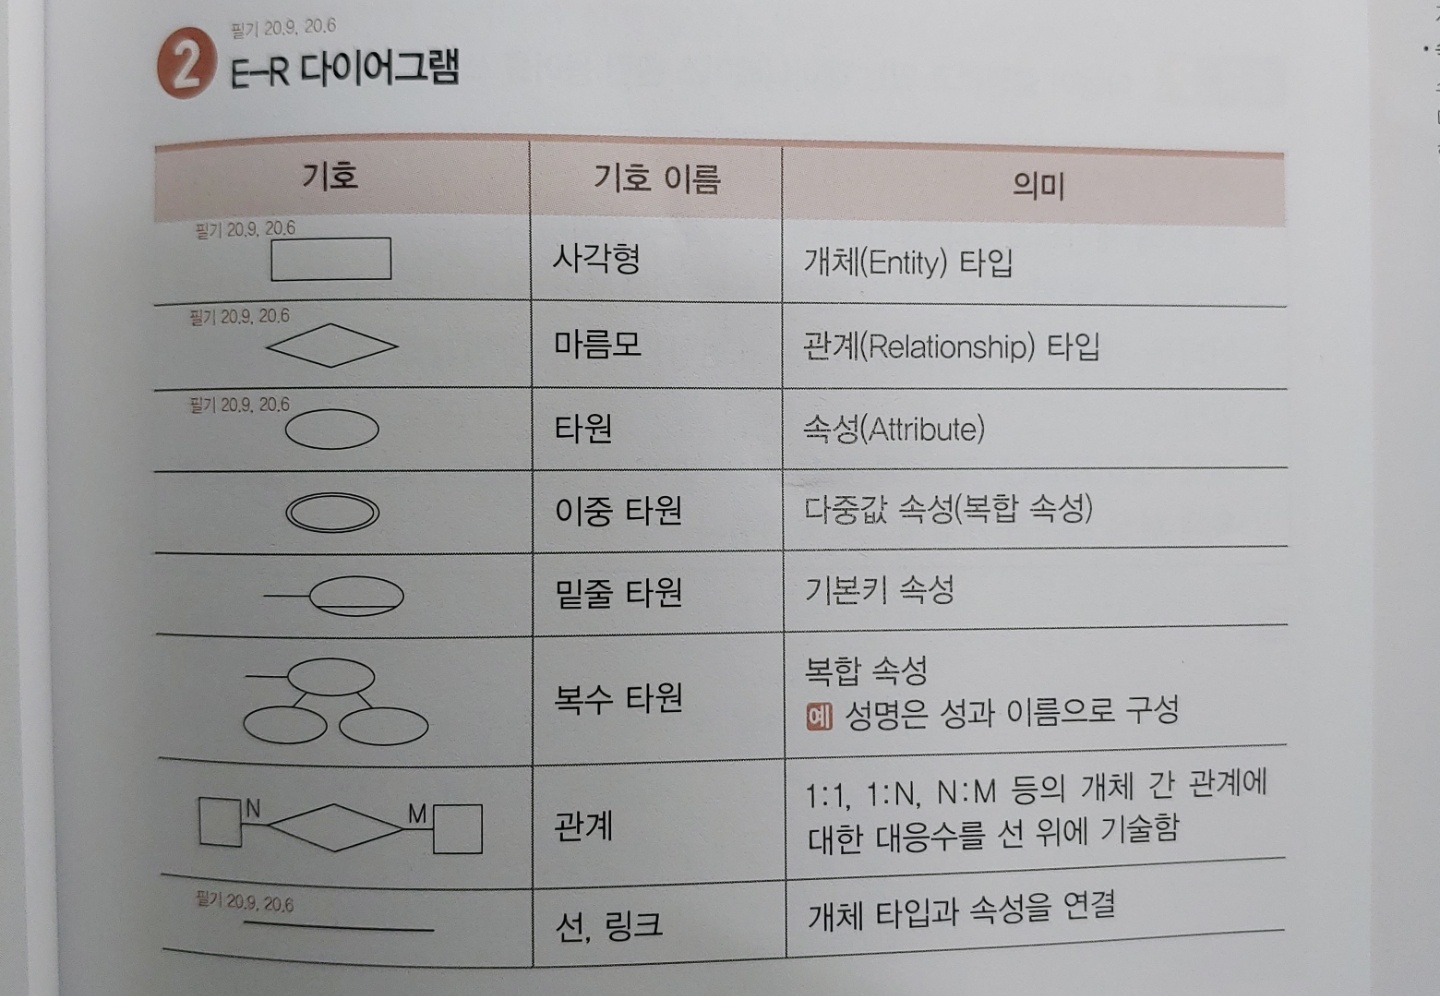 필기 20.9, 20.6
2 E-R 다이어그램
기호 기호 이름 의미
필기 20.9, 20.6
사각형 개체(Entity) 타입
필기 20.9, 20.6
마름모 관계(Relationship) 타입
필기 20.9, 20.6
타원 속성(Attribute)
이중 타원 다중값 속성(복합 속성)
밑줄 타원 기본키 속성
복수 타원 복합 속성
예 성명은 성과 이름으로 구성
N M 관계 1:1, 1:N, N:M 등의 개체 간 관계에
대한 대응수를 선 위에 기술함
필기 20.9, 20.6
선, 링크 개체 타입과 속성을 연결